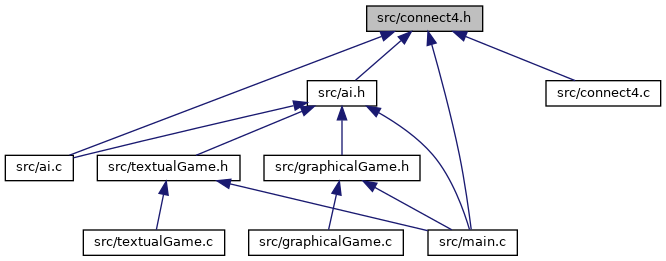 src/connect4.h
src/ai.h
src/connect4.c
src/ai.c
src/textualGame.h
src/graphicalGame.h
src/textualGame.c
src/graphicalGame.c
src/main.c